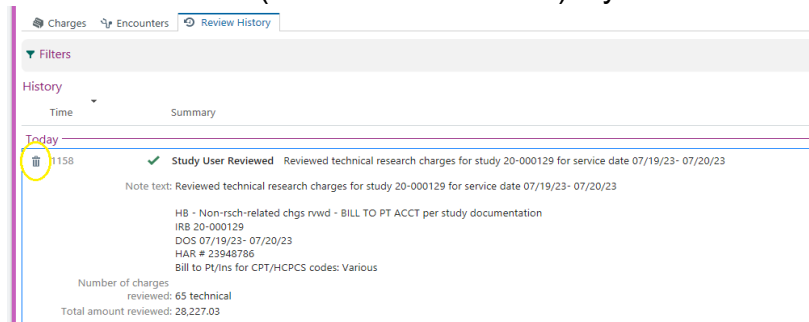 Charges Encounters Review History
Filters
History
Time Summary
Today
1158 Study User Reviewed Reviewed technical research charges for study 20-000129 for service date 07/19/23- 07/20/23
Note text: Reviewed technical research charges for study 20-000129 for service date 07/19/23- 07/20/23
HB - Non-rsch-related chgs rvwd - BILL TO PT ACCT per study documentation
IRB 20-000129
DOS 07/19/23- 07/20/23
HAR # 23948786
Bill to Pt/Ins for CPT/HCPCS codes: Various
Number of charges
reviewed: 65 technical
Total amount reviewed: 28,227.03